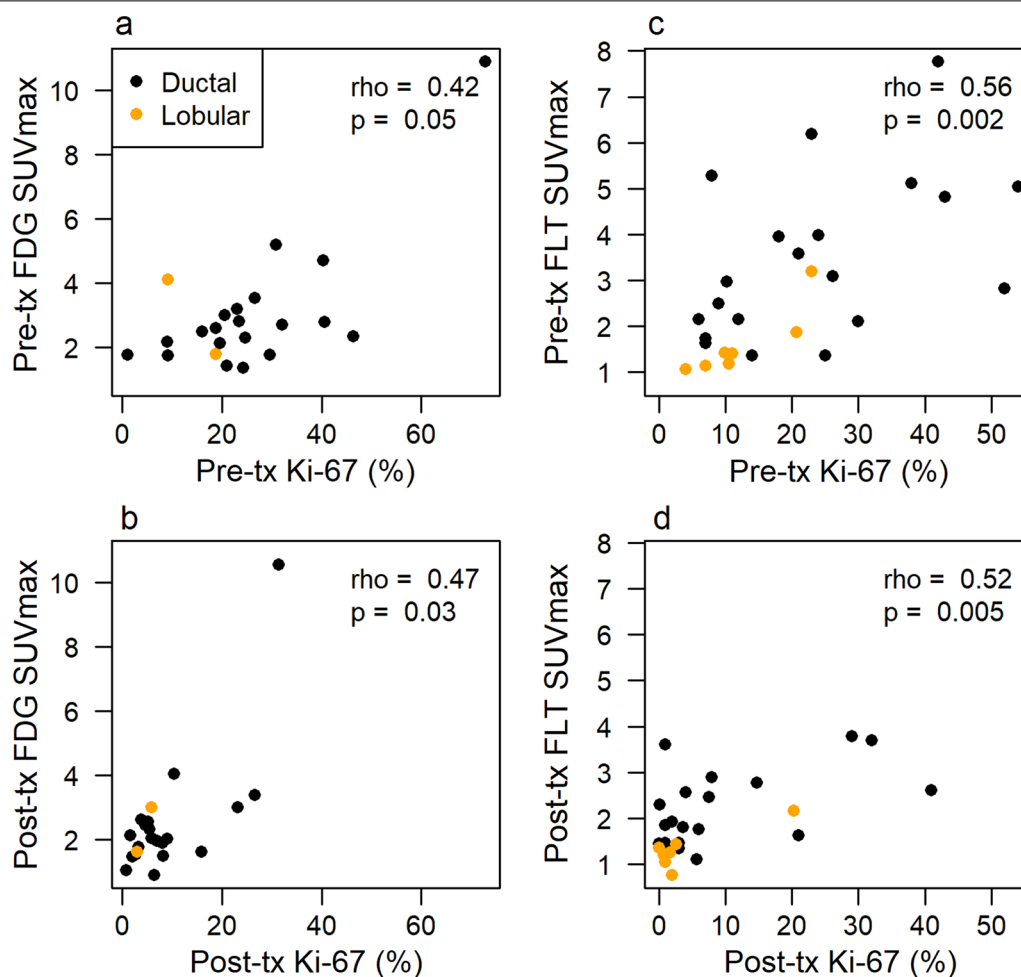 a
Pre-tx FDG SUVmax
10
8
6
4
2
Ductal
Lobular
rho = 0.42
p = 0.05
0 20 40 60
Pre-tx Ki-67 (%)
c
Pre-tx FLT SUVmax
8
7
6
5
4
3
2
1
rho = 0.56
p = 0.002
0 10 20 30 40 50
Pre-tx Ki-67 (%)
b
Post-tx FDG SUVmax
10
8
6
4
2
rho = 0.47
p = 0.03
0 20 40 60
Post-tx Ki-67 (%)
d
Post-tx FLT SUVmax
8
7
6
5
4
3
2
1
rho = 0.52
p = 0.005
0 10 20 30 40 50
Post-tx Ki-67 (%)